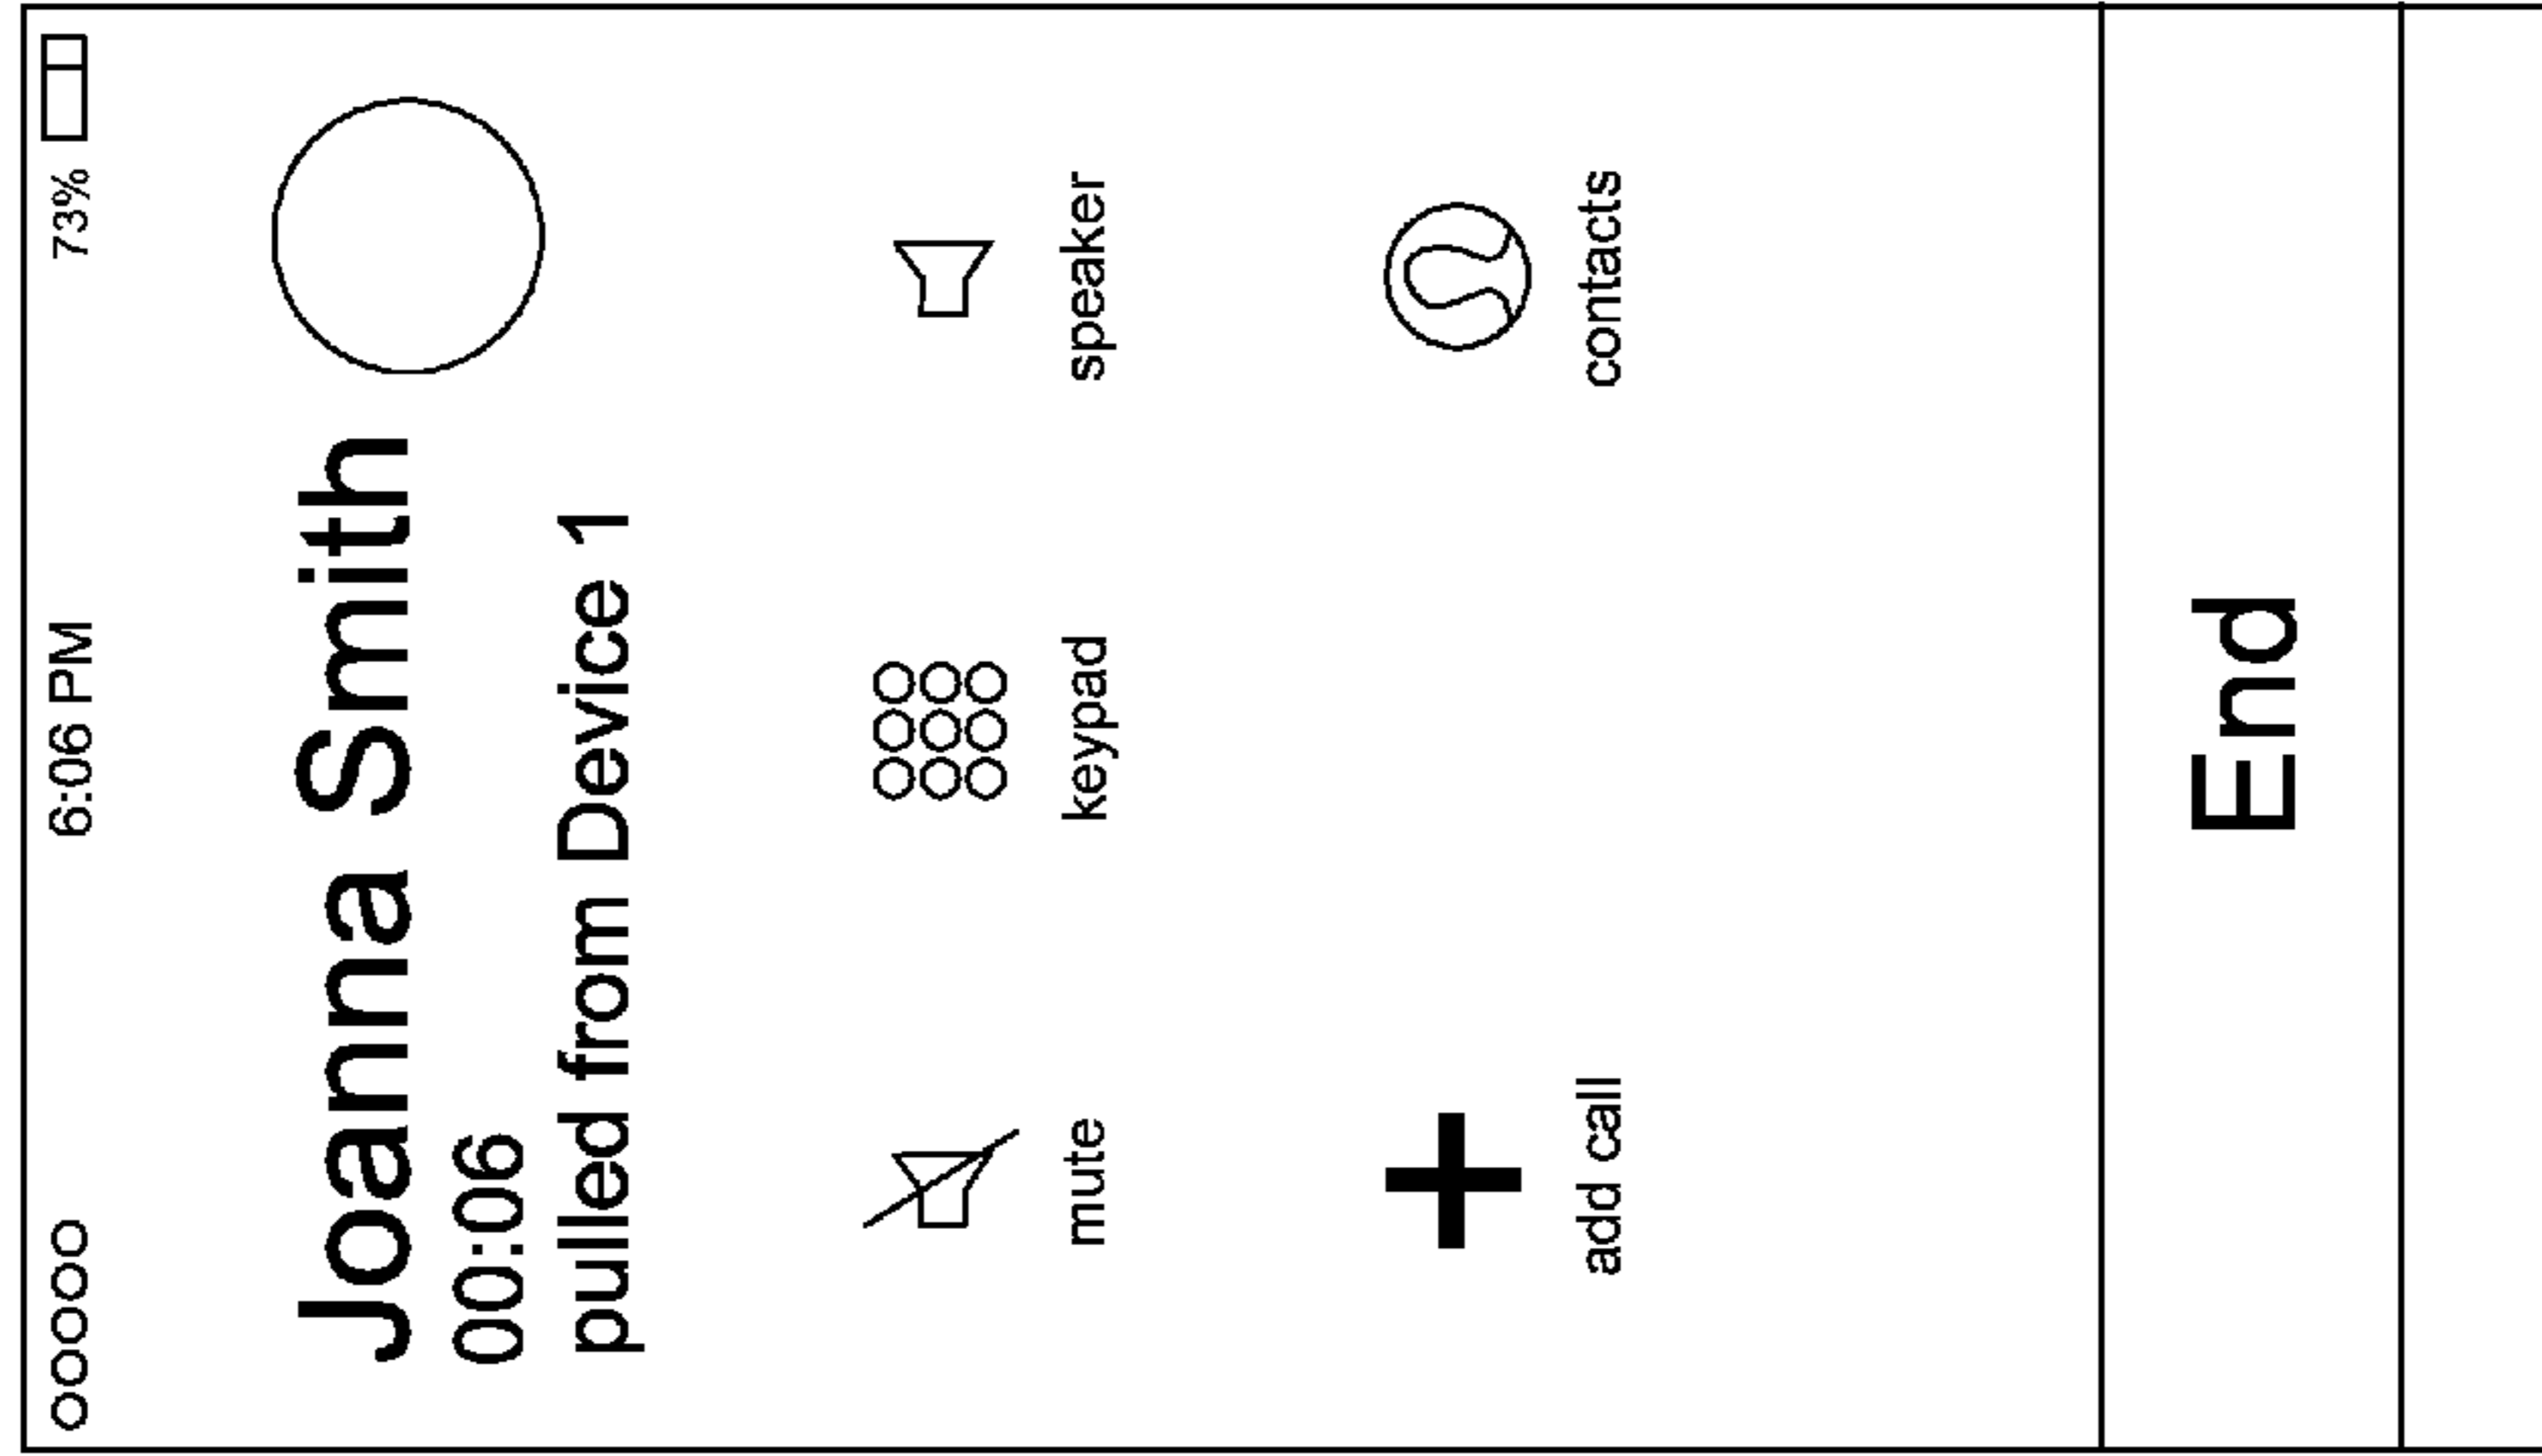 6:06 PM 73%
Joanna Smith
00:06
pulled from Device 1
mute keypad speaker
add call contacts
End